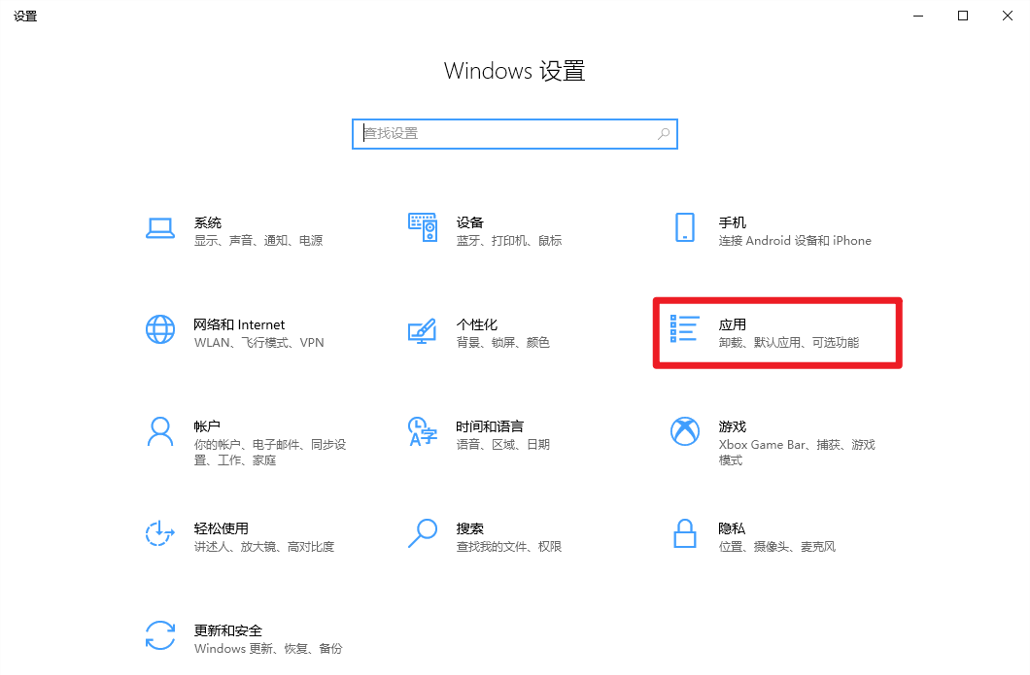 设置
Windows 设置
查找设置
系统
显示、声音、通知、电源
设备
蓝牙、打印机、鼠标
手机
连接 Android 设备和 iPhone
网络和 Internet
WLAN、飞行模式、VPN
个性化
背景、锁屏、颜色
应用
卸载、默认应用、可选功能
帐户
你的帐户、电子邮件、同步设
置、工作、家庭
时间和语言
语音、区域、日期
游戏
Xbox Game Bar、捕获、游戏
模式
轻松使用
讲述人、放大镜、高对比度
搜索
查找我的文件、权限
隐私
位置、摄像头、麦克风
更新和安全
Windows 更新、恢复、备份